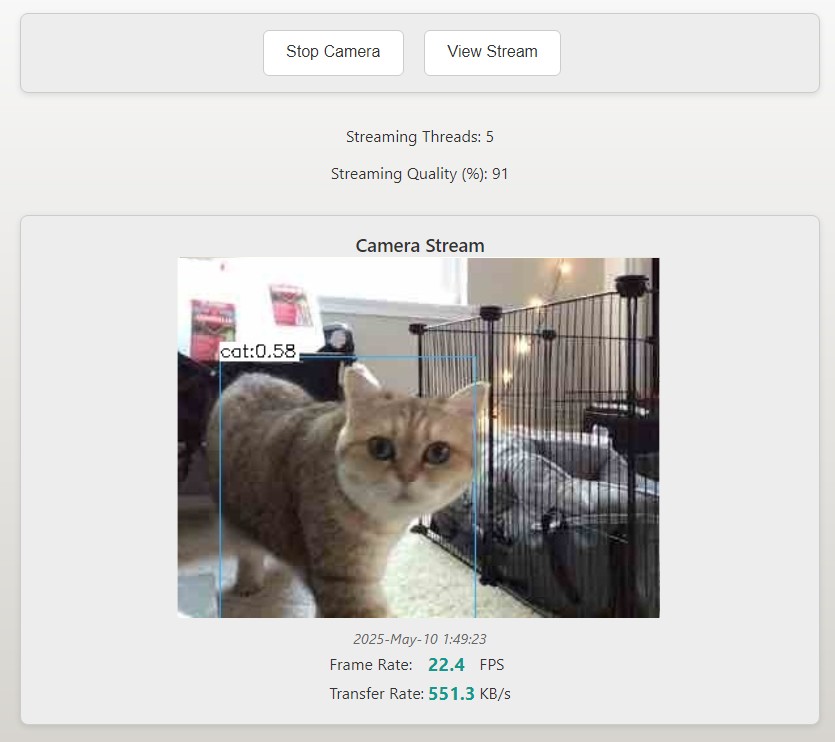 Stop Camera View Stream
Streaming Threads: 5
Streaming Quality (%): 91
Camera Stream
cat:0.58
2025-May-10 1:49:23
Frame Rate: 22.4 FPS
Transfer Rate: 551.3 KB/s